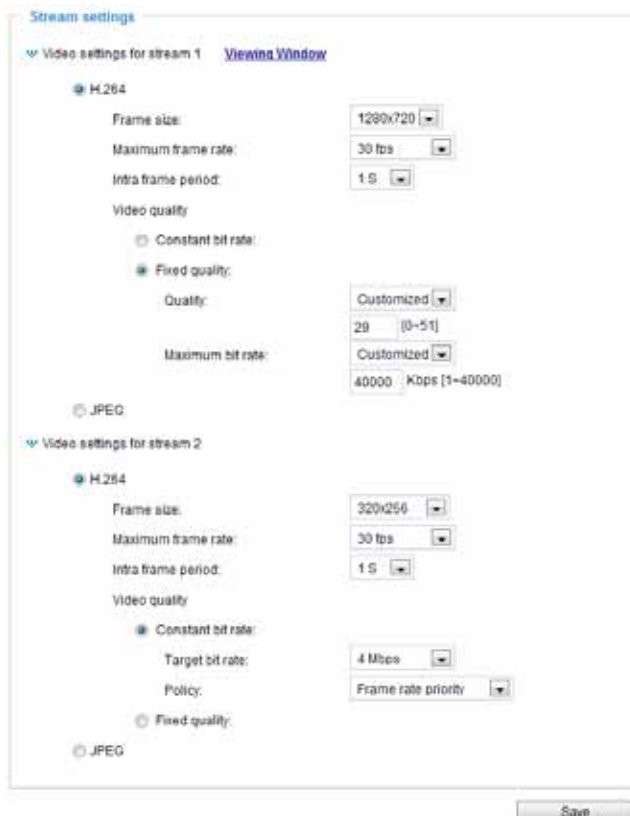 Stream settings
Video settings for stream 1 Viewing Window
H.264
Frame size: 1280x720
Maximum frame rate: 30 fps
Intra frame period: 1 S
Video quality
Constant bit rate:
Fixed quality:
Quality: Customized
29 [0~51]
Maximum bit rate: Customized
40000 Kbps [1~40000]
JPEG
Video settings for stream 2
H.264
Frame size: 320x256
Maximum frame rate: 30 fps
Intra frame period: 1 S
Video quality
Constant bit rate:
Target bit rate: 4 Mbps
Policy: Frame rate priority
Fixed quality:
JPEG
Save